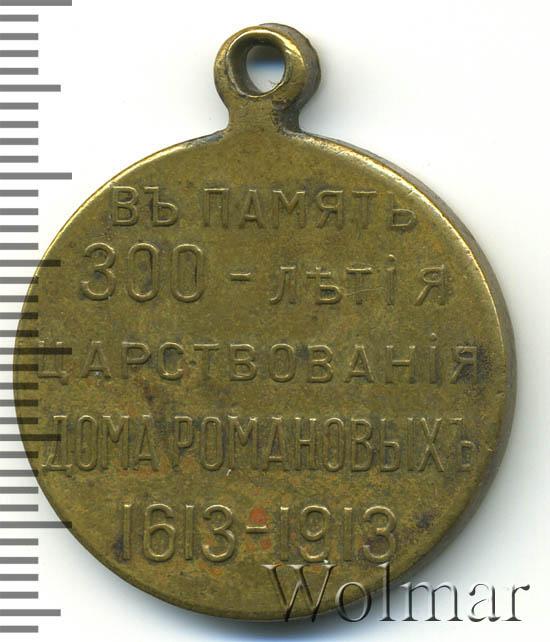 ВЪ ПАМЯТЬ
300-ЛѢТІЯ
ЦАРСТВОВАНІЯ
ДОМА РОМАНОВЫХЪ
1613-1913
Wolmar